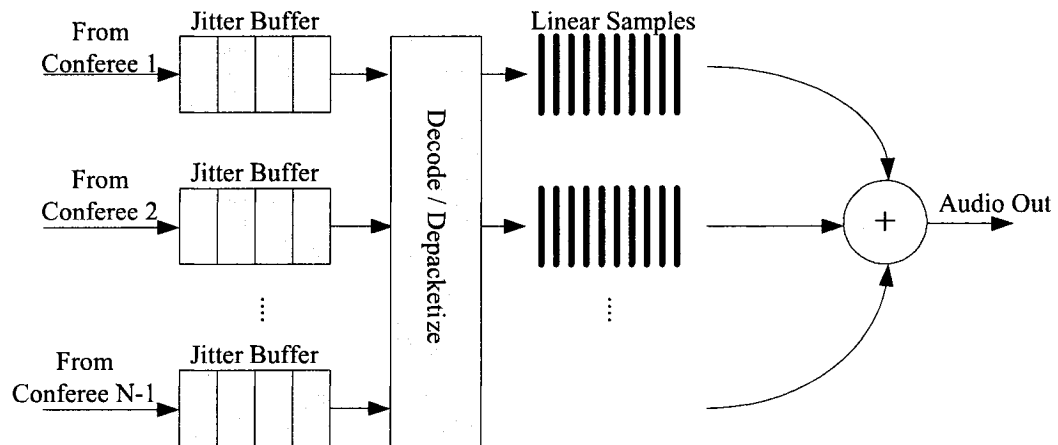 Jitter Buffer
Linear Samples
From
Conferee 1
Decode / Depacketize
Jitter Buffer
From
Conferee 2
+
Audio Out
....
....
Jitter Buffer
From
Conferee N-1